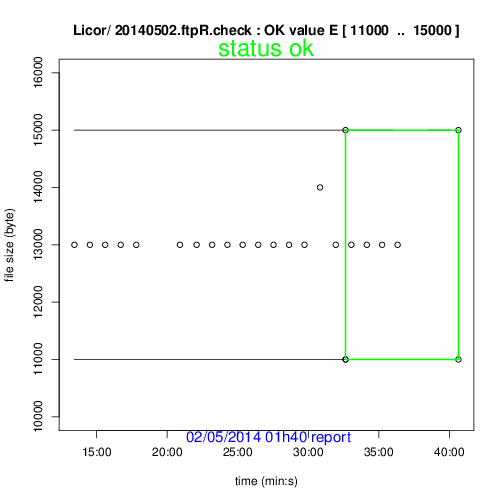 Licor/ 20140502.ftpR.check : OK value E [ 11000  ..  15000 ]
status ok
file size (byte)
16000
15000
14000
13000
12000
11000
10000
02/05/2014 01h40 report
15:00 20:00 25:00 30:00 35:00 40:00
time (min:s)